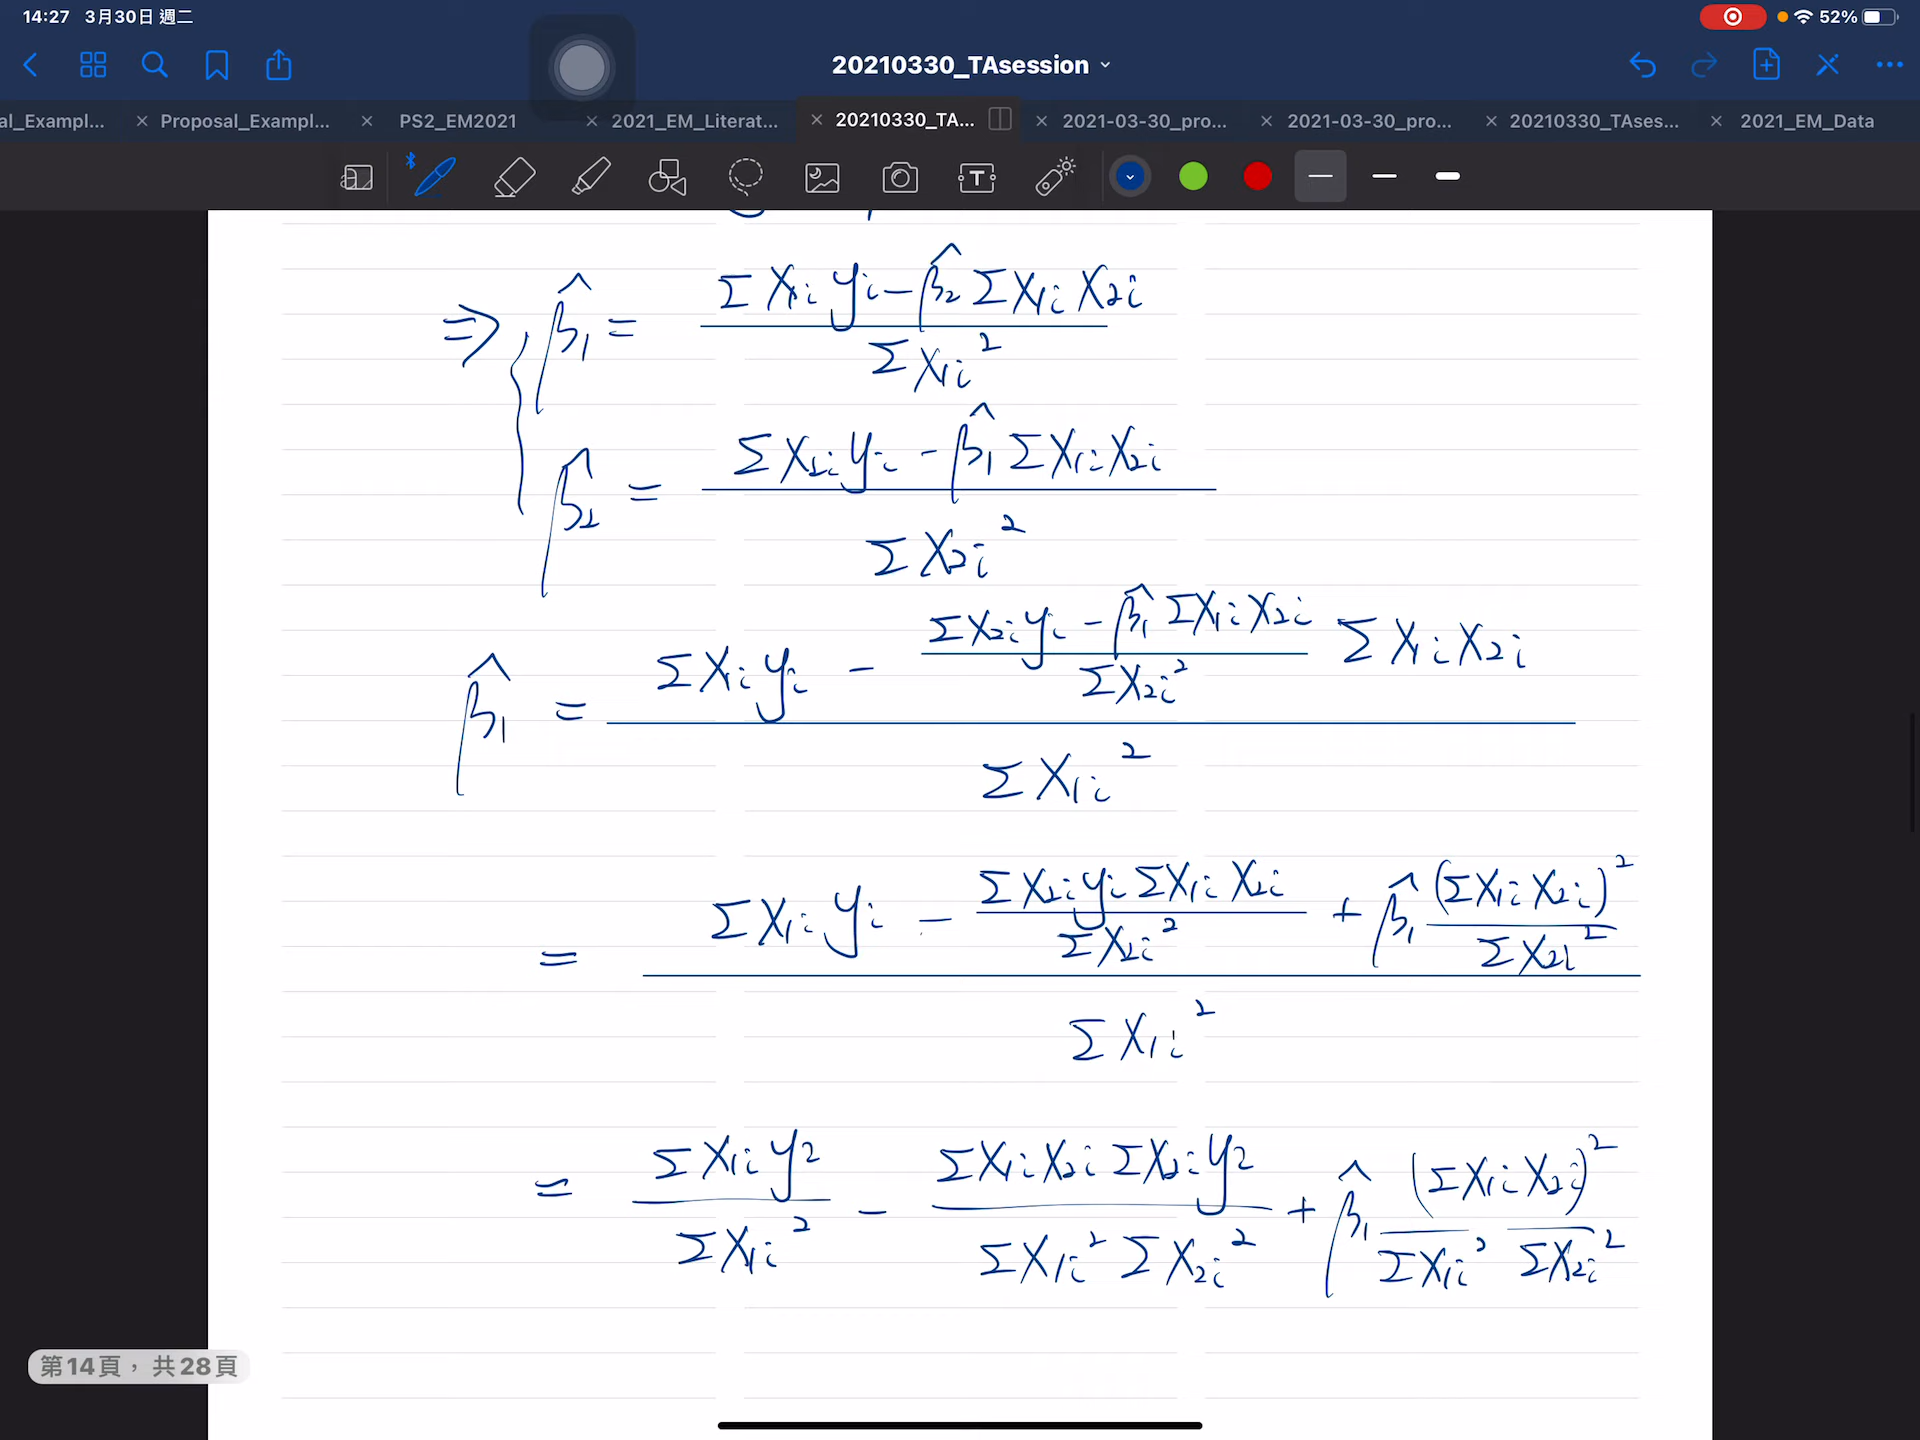 14:27 3月30日 週二
52%
20210330_TAsession
al_Exampl...
Proposal_Exampl...
PS2_EM2021
2021_EM_Literat...
20210330_TA...
2021-03-30_pro...
2021-03-30_pro...
20210330_TAses...
2021_EM_Data
⇒ { β̂₁ = (ΣX₁ᵢyᵢ − β̂₂ΣX₁ᵢX₂ᵢ) / ΣX₁ᵢ²
β̂₂ = (ΣX₂ᵢyᵢ − β̂₁ΣX₁ᵢX₂ᵢ) / ΣX₂ᵢ²
β̂₁ = (ΣX₁ᵢyᵢ − ((ΣX₂ᵢyᵢ − β̂₁ΣX₁ᵢX₂ᵢ) / ΣX₂ᵢ²) ΣX₁ᵢX₂ᵢ) / ΣX₁ᵢ²
= (ΣX₁ᵢyᵢ − (ΣX₂ᵢyᵢΣX₁ᵢX₂ᵢ) / ΣX₂ᵢ² + β̂₁ (ΣX₁ᵢX₂ᵢ)² / ΣX₂ᵢ²) / ΣX₁ᵢ²
= ΣX₁ᵢy₂ / ΣX₁ᵢ² − (ΣX₁ᵢX₂ᵢΣX₂ᵢy₂) / (ΣX₁ᵢ²ΣX₂ᵢ²) + β̂₁ (ΣX₁ᵢX₂ᵢ)² / (ΣX₁ᵢ² ΣX₂ᵢ²)
第14頁，共28頁